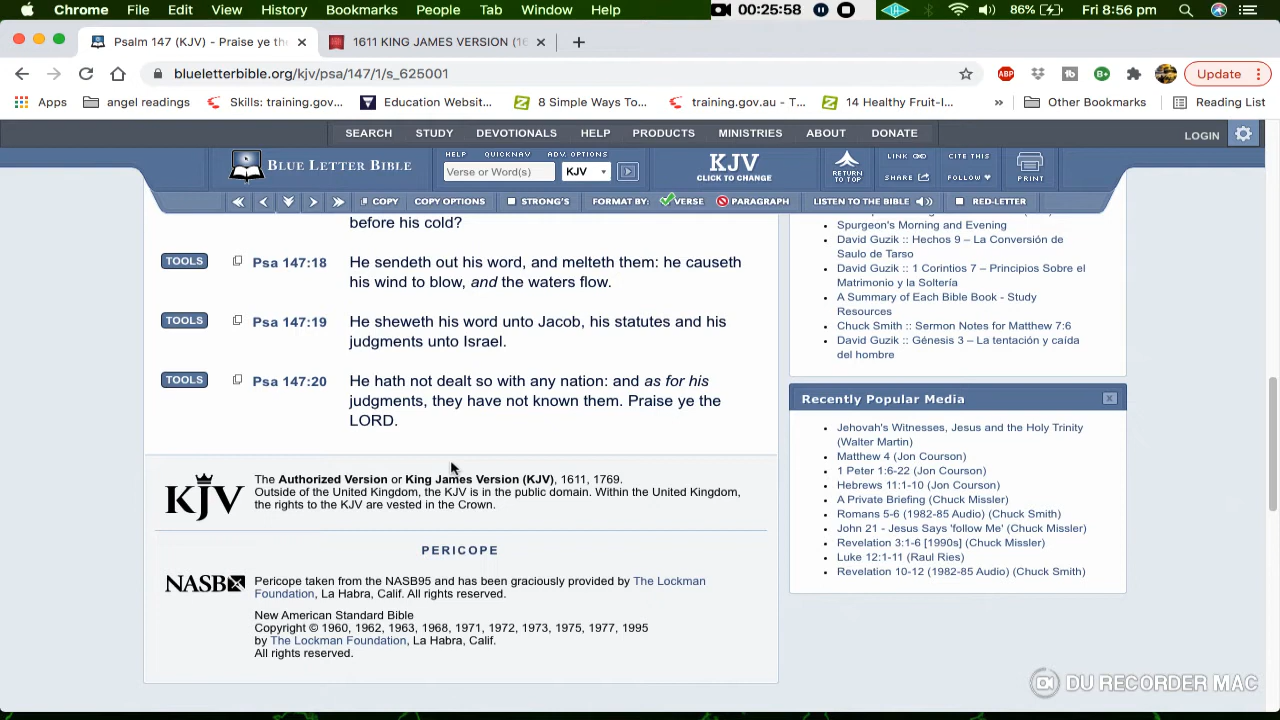 Chrome File Edit View History Bookmarks People Tab Window Help 00:25:58 86% Fri 8:56 pm
Psalm 147 (KJV) - Praise ye th 1611 KING JAMES VERSION (16
blueletterbible.org/kjv/psa/147/1/s_625001 ABP Update
Apps angel readings Skills: training.gov... Education Websit... 8 Simple Ways To... training.gov.au - T... 14 Healthy Fruit-I... » Other Bookmarks Reading List
SEARCH STUDY DEVOTIONALS HELP PRODUCTS MINISTRIES ABOUT DONATE LOGIN
BLUE LETTER BIBLE
HELP QUICKNAV ADV. OPTIONS
Verse or Word(s) KJV
KJV
CLICK TO CHANGE
RETURN
TO TOP
LINK CITE THIS
SHARE FOLLOW
PRINT
COPY COPY OPTIONS STRONG'S FORMAT BY: VERSE PARAGRAPH LISTEN TO THE BIBLE RED-LETTER
before his cold?
TOOLS Psa 147:18 He sendeth out his word, and melteth them: he causeth
his wind to blow, and the waters flow.
TOOLS Psa 147:19 He sheweth his word unto Jacob, his statutes and his
judgments unto Israel.
TOOLS Psa 147:20 He hath not dealt so with any nation: and as for his
judgments, they have not known them. Praise ye the
LORD.
KJV
The Authorized Version or King James Version (KJV), 1611, 1769.
Outside of the United Kingdom, the KJV is in the public domain. Within the United Kingdom,
the rights to the KJV are vested in the Crown.
PERICOPE
NASB
Pericope taken from the NASB95 and has been graciously provided by The Lockman
Foundation, La Habra, Calif. All rights reserved.
New American Standard Bible
Copyright © 1960, 1962, 1963, 1968, 1971, 1972, 1973, 1975, 1977, 1995
by The Lockman Foundation, La Habra, Calif.
All rights reserved.
Spurgeon's Morning and Evening
David Guzik :: Hechos 9 – La Conversión de
Saulo de Tarso
David Guzik :: 1 Corintios 7 – Principios Sobre el
Matrimonio y la Soltería
A Summary of Each Bible Book - Study
Resources
Chuck Smith :: Sermon Notes for Matthew 7:6
David Guzik :: Génesis 3 – La tentación y caída
del hombre
Recently Popular Media
Jehovah's Witnesses, Jesus and the Holy Trinity
(Walter Martin)
Matthew 4 (Jon Courson)
1 Peter 1:6-22 (Jon Courson)
Hebrews 11:1-10 (Jon Courson)
A Private Briefing (Chuck Missler)
Romans 5-6 (1982-85 Audio) (Chuck Smith)
John 21 - Jesus Says 'follow Me' (Chuck Missler)
Revelation 3:1-6 [1990s] (Chuck Missler)
Luke 12:1-11 (Raul Ries)
Revelation 10-12 (1982-85 Audio) (Chuck Smith)
DU RECORDER MAC